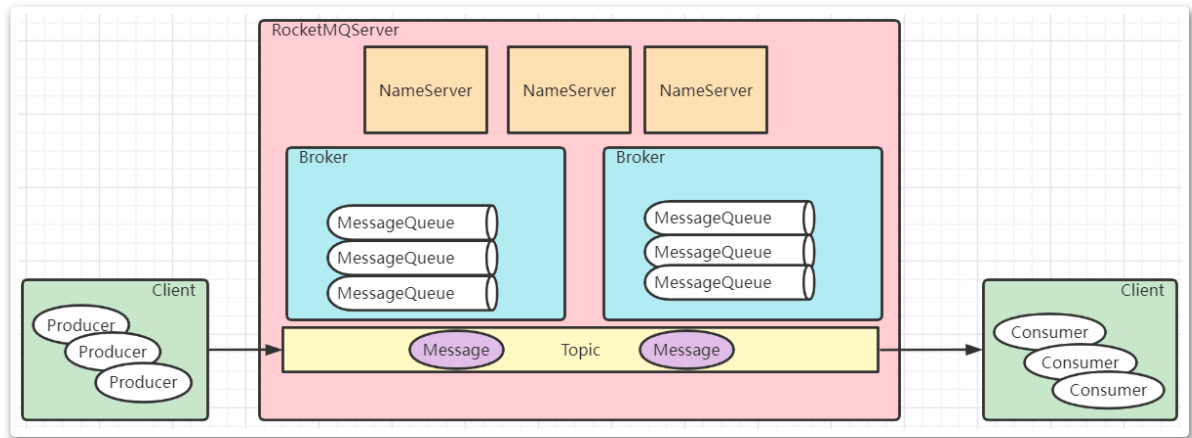 RocketMQServer
NameServer
NameServer
NameServer
Broker
MessageQueue
MessageQueue
MessageQueue
Broker
MessageQueue
MessageQueue
MessageQueue
Client
Producer
Producer
Producer
Message
Topic
Message
Client
Consumer
Consumer
Consumer